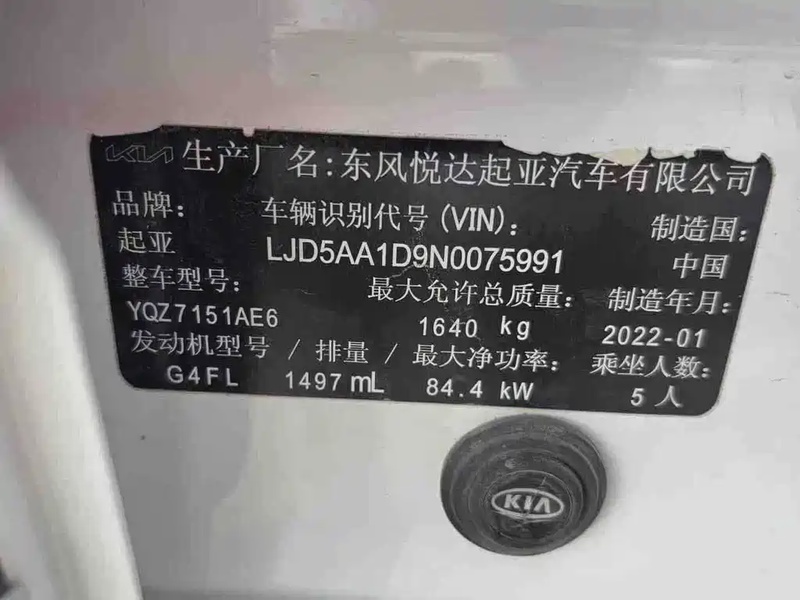 KIA 生产厂名:东风悦达起亚汽车有限公司
品牌: 车辆识别代号(VIN): 制造国:
起亚 LJD5AA1D9N0075991 中国
整车型号: 最大允许总质量: 制造年月:
YQZ7151AE6 1640 kg 2022-01
发动机型号 / 排量 / 最大净功率: 乘坐人数:
G4FL 1497 mL 84.4 kW 5 人
KIA